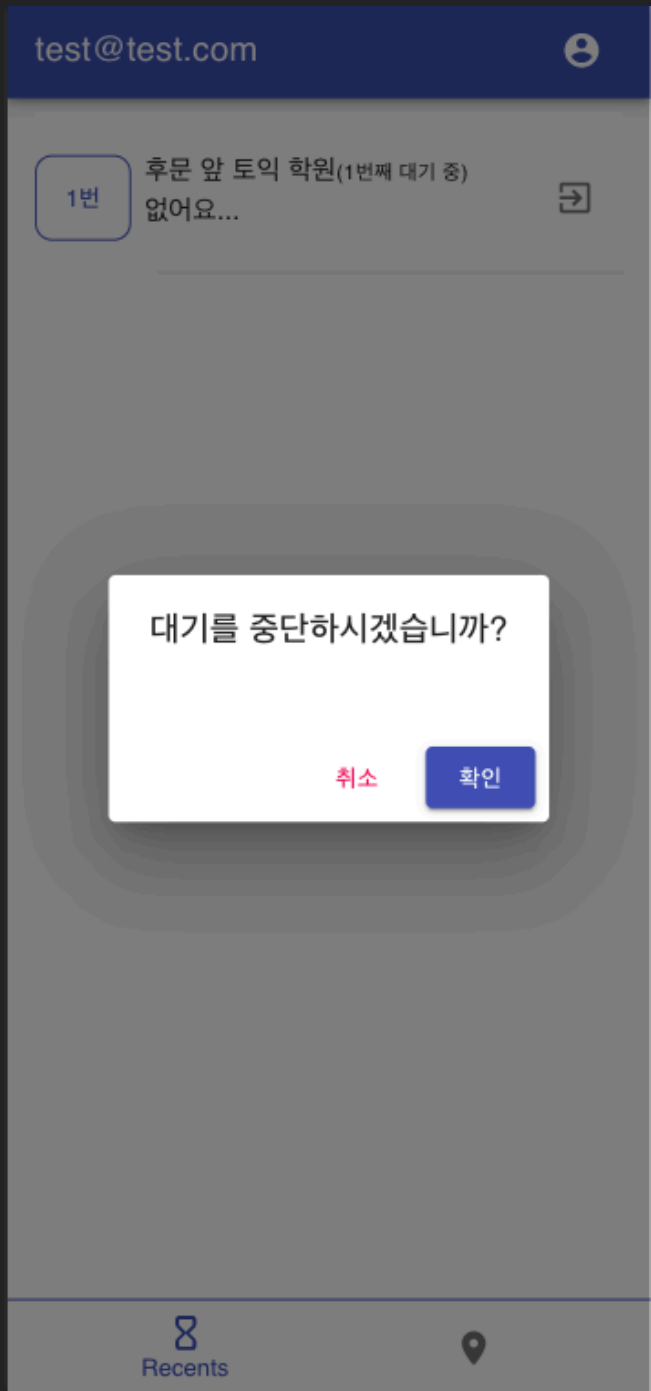 test@test.com
1번
후문 앞 토익 학원(1번째 대기 중)
없어요...
대기를 중단하시겠습니까?
취소
확인
Recents